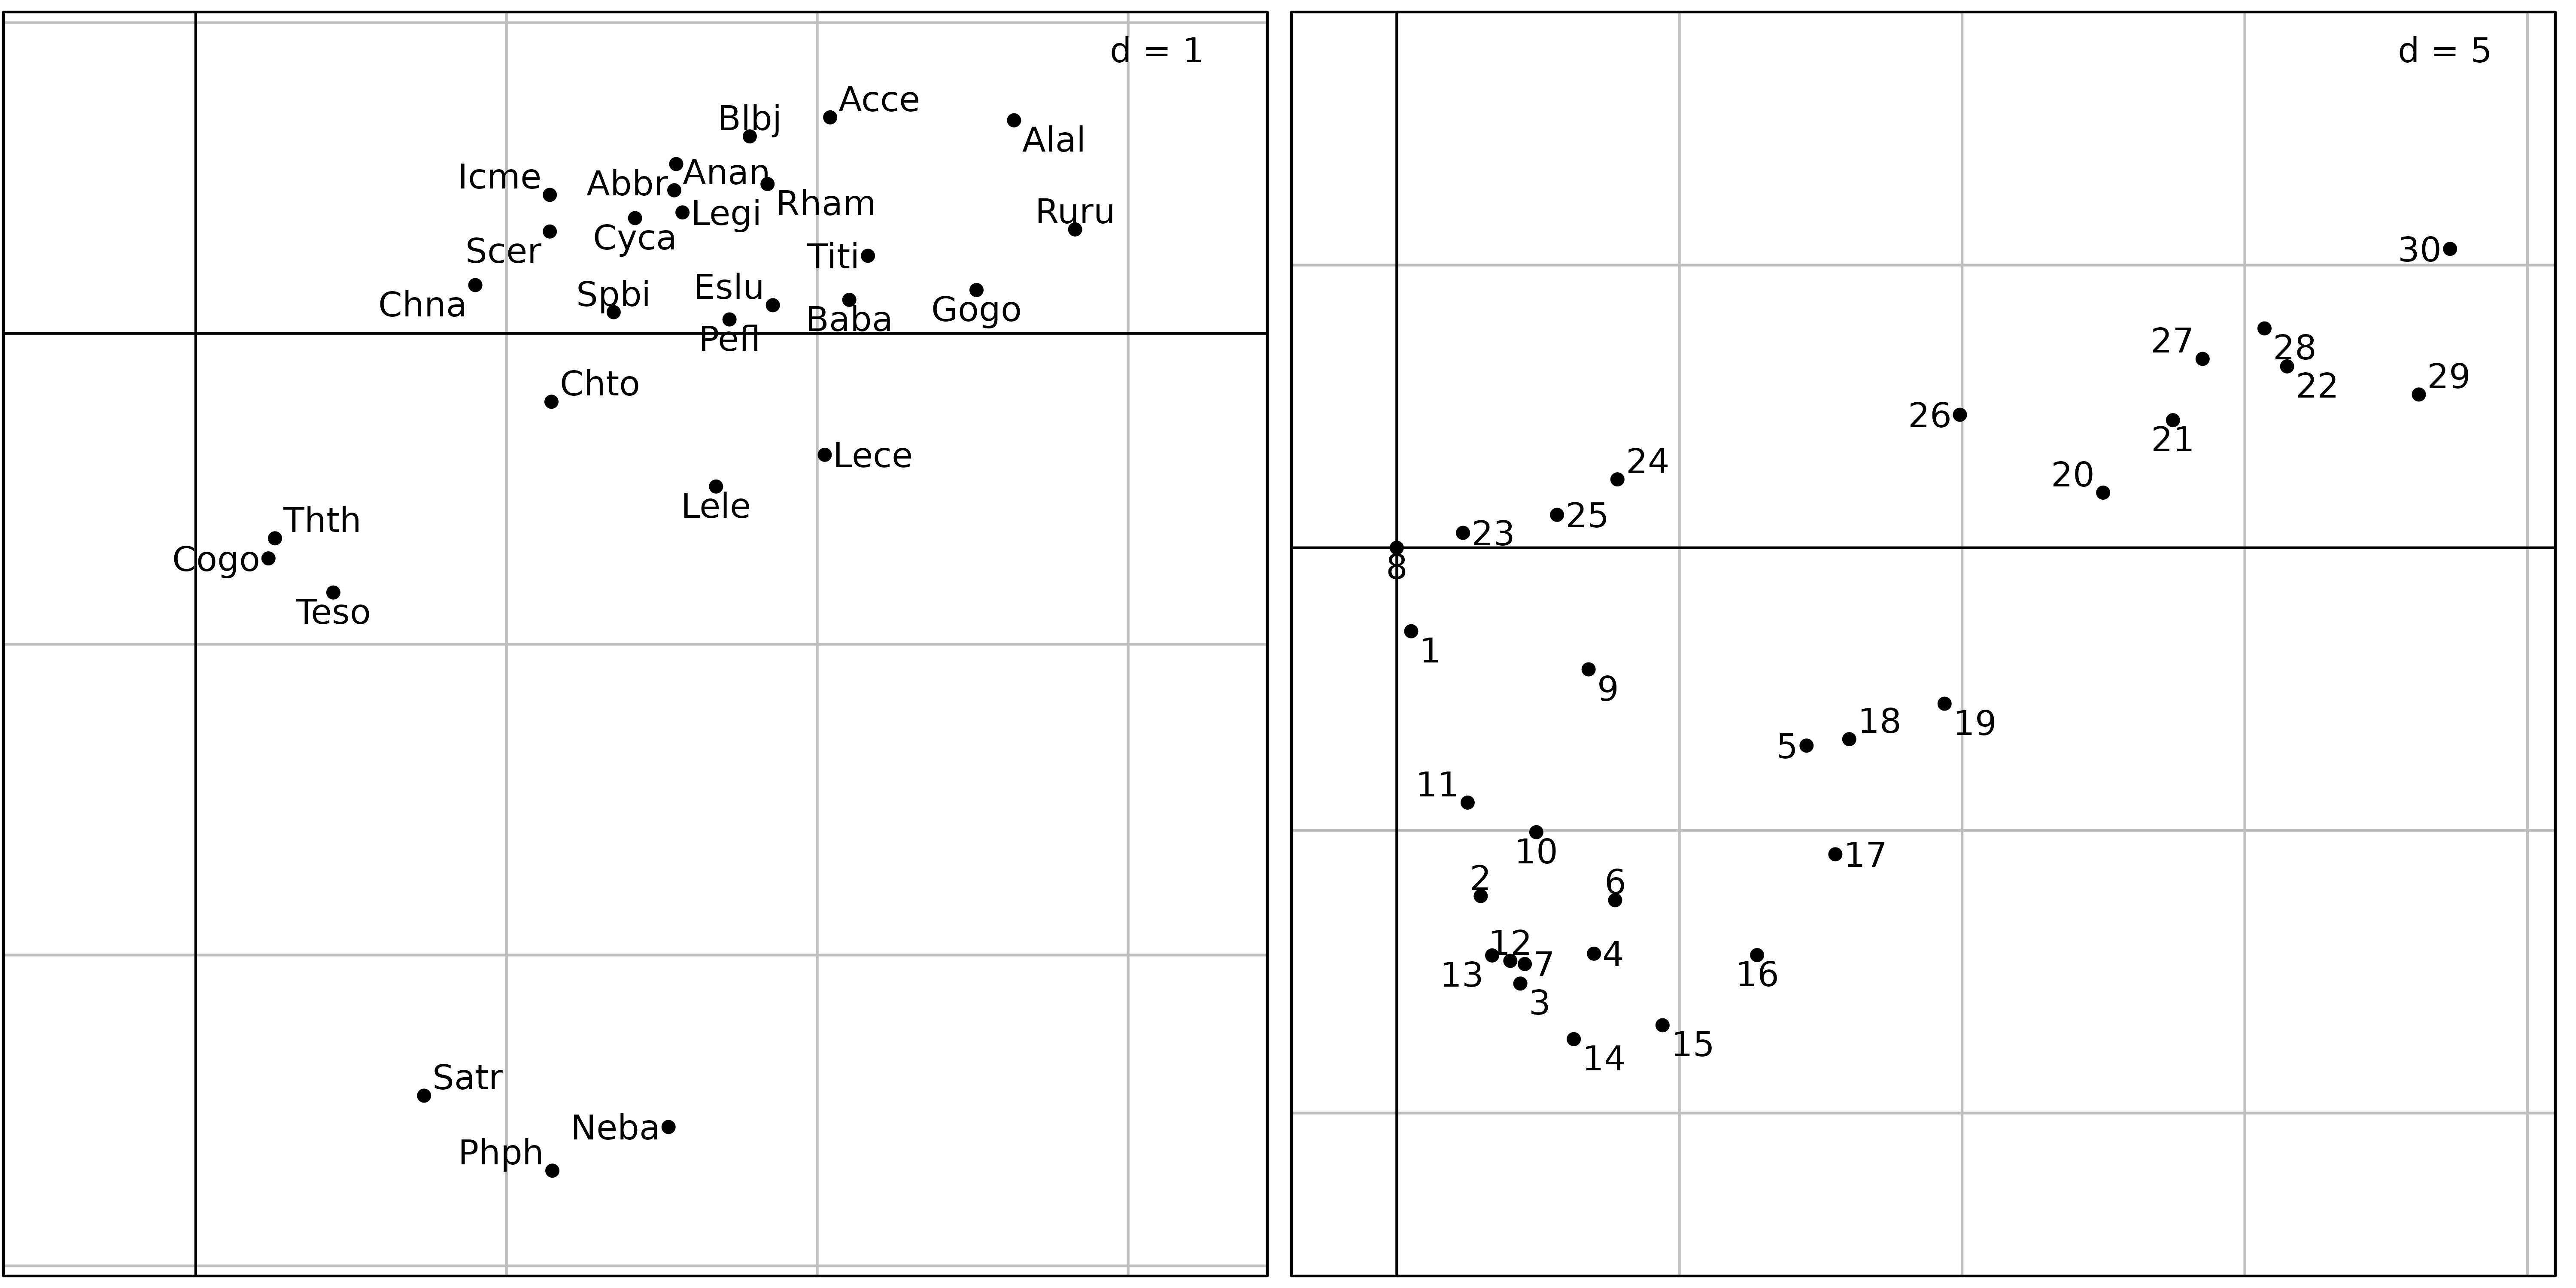 d = 1
Acce
Blbj
Alal
Anan
Icme
Abbr
Rham
Legi
Ruru
Cyca
Scer
Titi
Eslu
Spbi
Chna
Gogo
Baba
Pefl
Chto
Lece
Lele
Thth
Cogo
Teso
Satr
Neba
Phph
d = 5
30
27
28
29
22
26
21
24
20
25
23
8
1
9
18
19
5
11
10
17
2
6
12
4
7
13
16
3
15
14